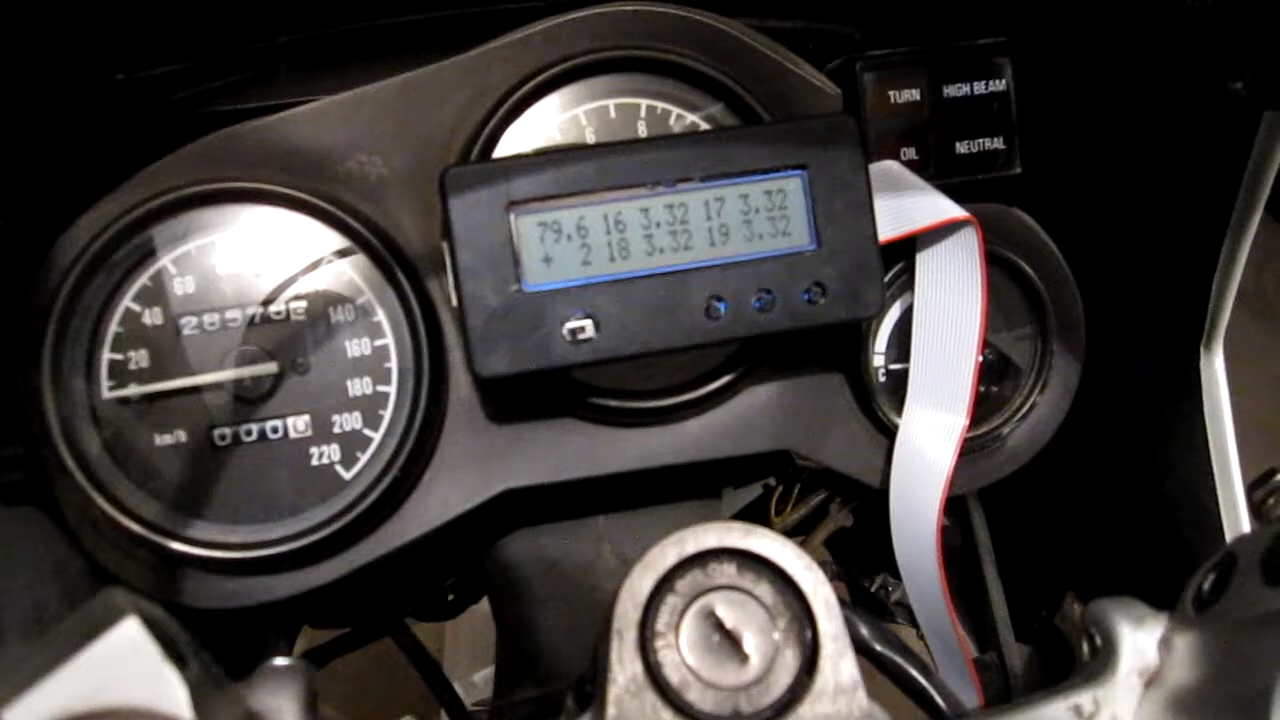 TURN HIGH BEAM
OIL NEUTRAL
6 8
79.6 16 3.32 17 3.32
+ 2 18 3.32 19 3.32
60
40
20
140
160
180
200
220
km/h
000
C